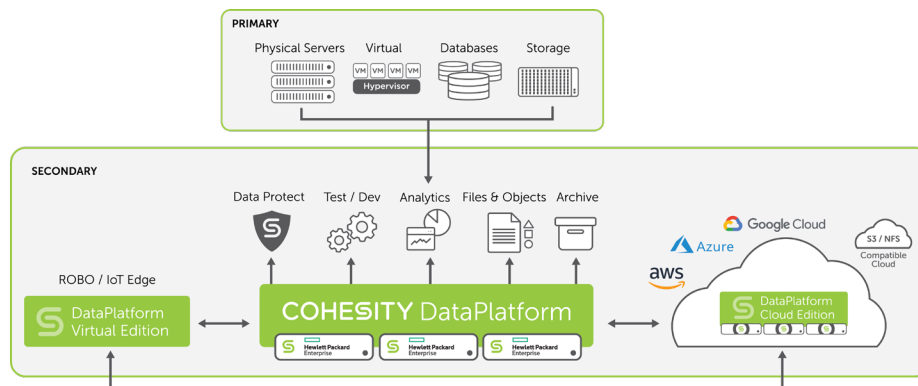 PRIMARY
Physical Servers
Virtual
Databases
Storage
VM VM VM VM
Hypervisor
SECONDARY
Data Protect
Test / Dev
Analytics
Files & Objects
Archive
Google Cloud
Azure
aws
S3 / NFS
Compatible
Cloud
ROBO / IoT Edge
DataPlatform
Virtual Edition
COHESITY DataPlatform
Hewlett Packard
Enterprise
Hewlett Packard
Enterprise
Hewlett Packard
Enterprise
DataPlatform
Cloud Edition